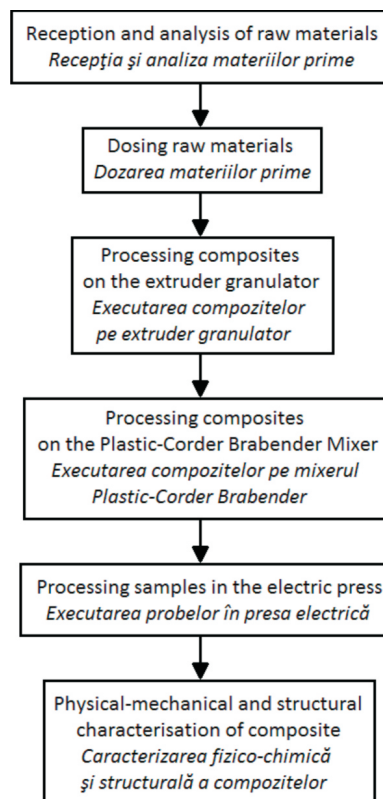 Reception and analysis of raw materials
Recepţia şi analiza materiilor prime
Dosing raw materials
Dozarea materiilor prime
Processing composites
on the extruder granulator
Executarea compozitelor
pe extruder granulator
Processing composites
on the Plastic-Corder Brabender Mixer
Executarea compozitelor pe mixerul
Plastic-Corder Brabender
Processing samples in the electric press
Executarea probelor în presa electrică
Physical-mechanical and structural
characterisation of composite
Caracterizarea fizico-chimică
şi structurală a compozitelor